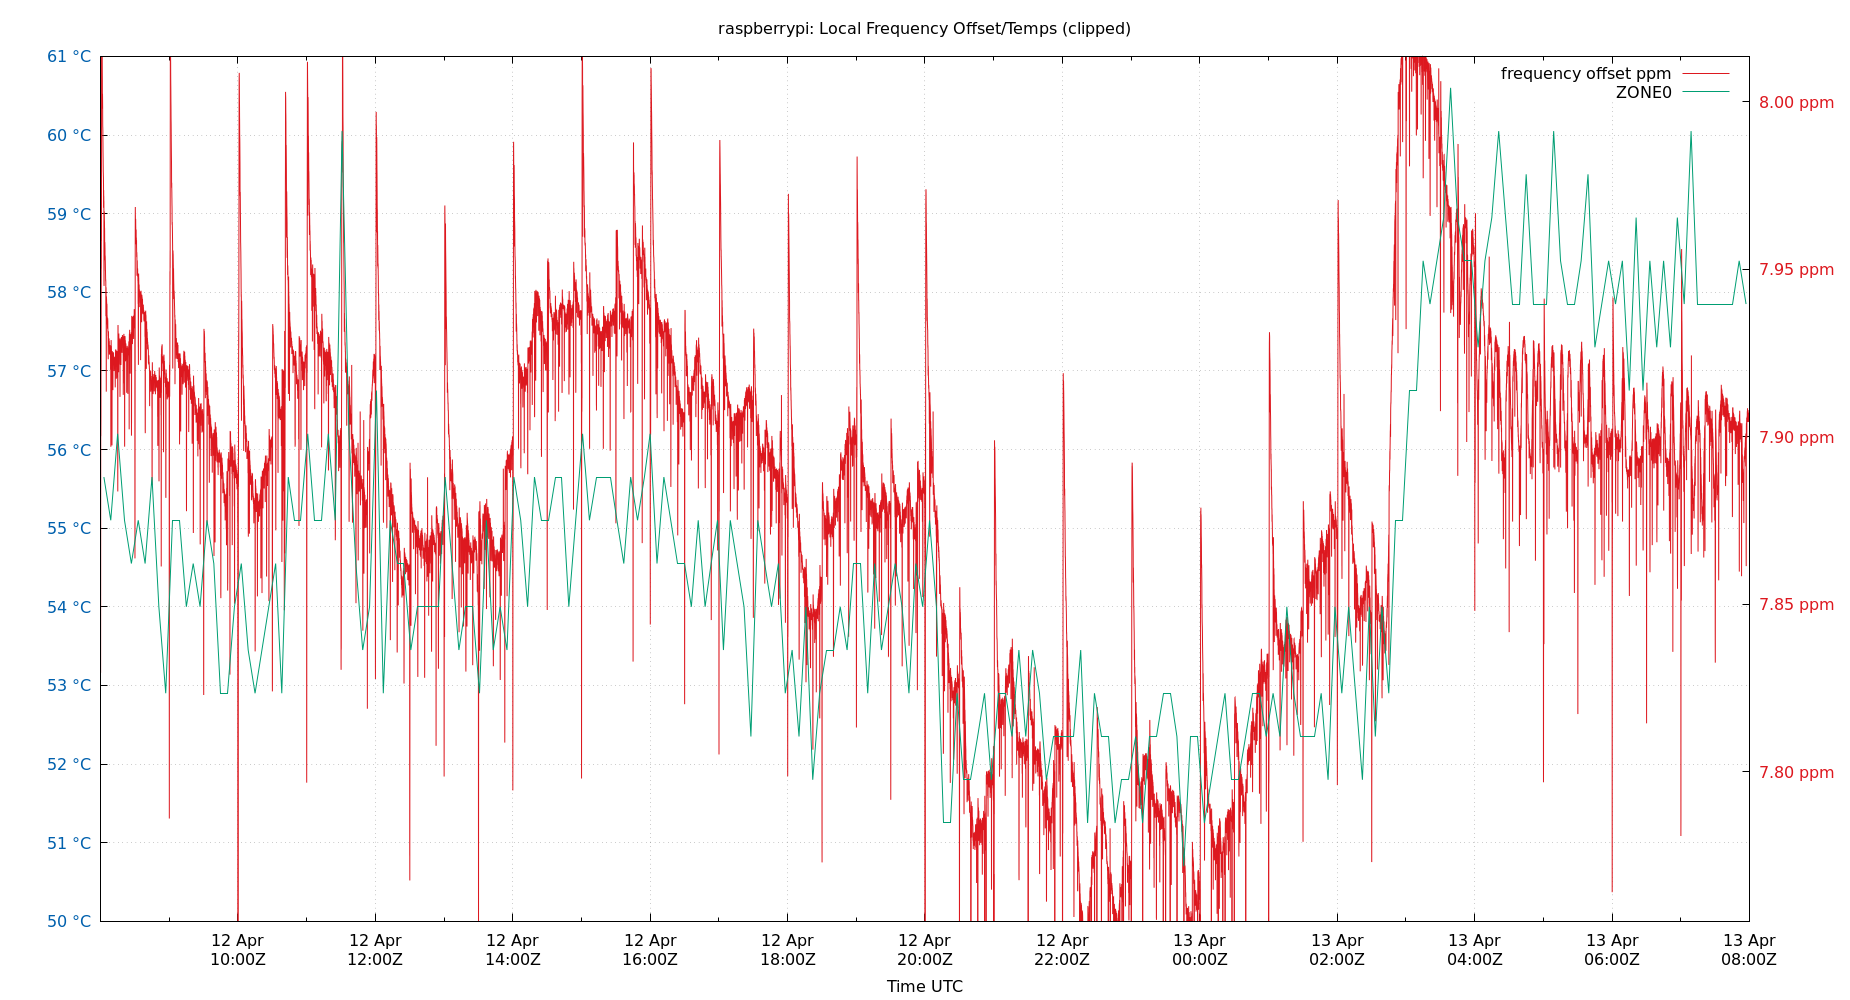 raspberrypi: Local Frequency Offset/Temps (clipped)
frequency offset ppm
ZONE0
61 °C
60 °C
59 °C
58 °C
57 °C
56 °C
55 °C
54 °C
53 °C
52 °C
51 °C
50 °C
8.00 ppm
7.95 ppm
7.90 ppm
7.85 ppm
7.80 ppm
12 Apr
10:00Z
12 Apr
12:00Z
12 Apr
14:00Z
12 Apr
16:00Z
12 Apr
18:00Z
12 Apr
20:00Z
12 Apr
22:00Z
13 Apr
00:00Z
13 Apr
02:00Z
13 Apr
04:00Z
13 Apr
06:00Z
13 Apr
08:00Z
Time UTC